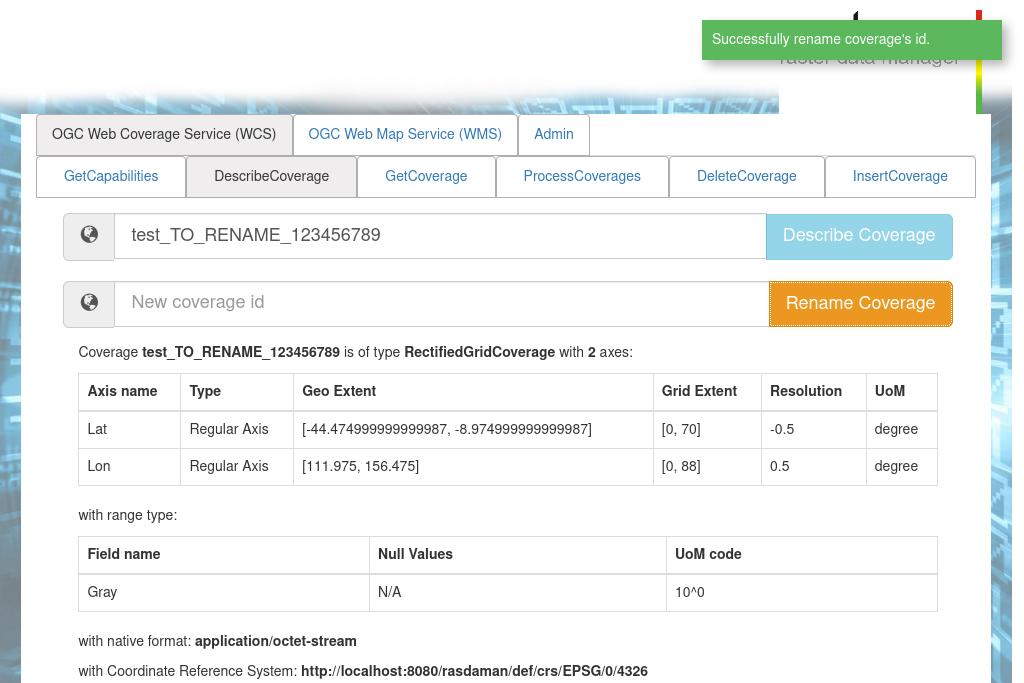 Successfully rename coverage's id.
raster data manager
OGC Web Coverage Service (WCS) OGC Web Map Service (WMS) Admin
GetCapabilities DescribeCoverage GetCoverage ProcessCoverages DeleteCoverage InsertCoverage
test_TO_RENAME_123456789 Describe Coverage
New coverage id Rename Coverage
Coverage test_TO_RENAME_123456789 is of type RectifiedGridCoverage with 2 axes:
Axis name Type Geo Extent Grid Extent Resolution UoM
Lat Regular Axis [-44.474999999999987, -8.974999999999987] [0, 70] -0.5 degree
Lon Regular Axis [111.975, 156.475] [0, 88] 0.5 degree
with range type:
Field name Null Values UoM code
Gray N/A 10^0
with native format: application/octet-stream
with Coordinate Reference System: http://localhost:8080/rasdaman/def/crs/EPSG/0/4326